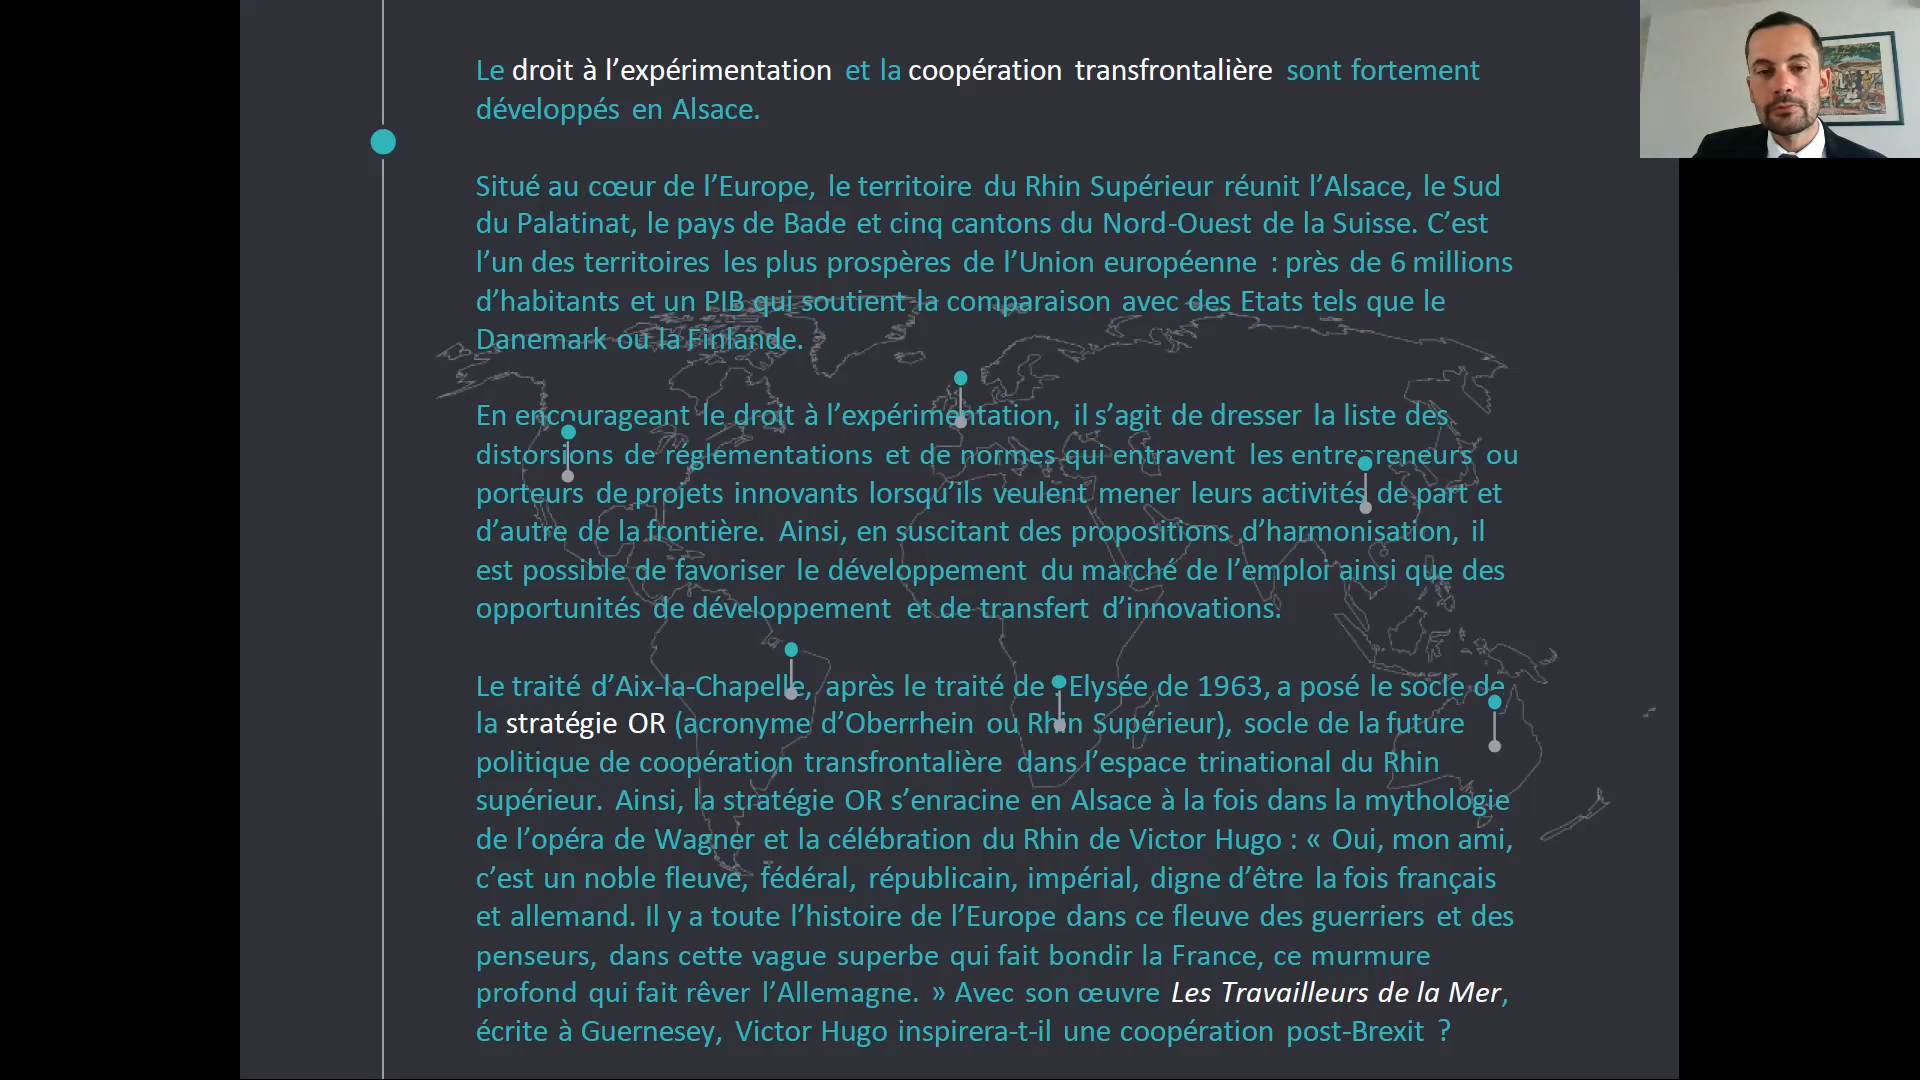 Le droit à l’expérimentation et la coopération transfrontalière sont fortement
développés en Alsace.
Situé au cœur de l’Europe, le territoire du Rhin Supérieur réunit l’Alsace, le Sud
du Palatinat, le pays de Bade et cinq cantons du Nord-Ouest de la Suisse. C’est
l’un des territoires les plus prospères de l’Union européenne : près de 6 millions
d’habitants et un PIB qui soutient la comparaison avec des Etats tels que le
Danemark ou la Finlande.
En encourageant le droit à l’expérimentation, il s’agit de dresser la liste des
distorsions de réglementations et de normes qui entravent les entrepreneurs ou
porteurs de projets innovants lorsqu’ils veulent mener leurs activités de part et
d’autre de la frontière. Ainsi, en suscitant des propositions d’harmonisation, il
est possible de favoriser le développement du marché de l’emploi ainsi que des
opportunités de développement et de transfert d’innovations.
Le traité d’Aix-la-Chapelle, après le traité de l’Elysée de 1963, a posé le socle de
la stratégie OR (acronyme d’Oberrhein ou Rhin Supérieur), socle de la future
politique de coopération transfrontalière dans l’espace trinational du Rhin
supérieur. Ainsi, la stratégie OR s’enracine en Alsace à la fois dans la mythologie
de l’opéra de Wagner et la célébration du Rhin de Victor Hugo : « Oui, mon ami,
c’est un noble fleuve, fédéral, républicain, impérial, digne d’être la fois français
et allemand. Il y a toute l’histoire de l’Europe dans ce fleuve des guerriers et des
penseurs, dans cette vague superbe qui fait bondir la France, ce murmure
profond qui fait rêver l’Allemagne. » Avec son œuvre Les Travailleurs de la Mer,
écrite à Guernesey, Victor Hugo inspirera-t-il une coopération post-Brexit ?